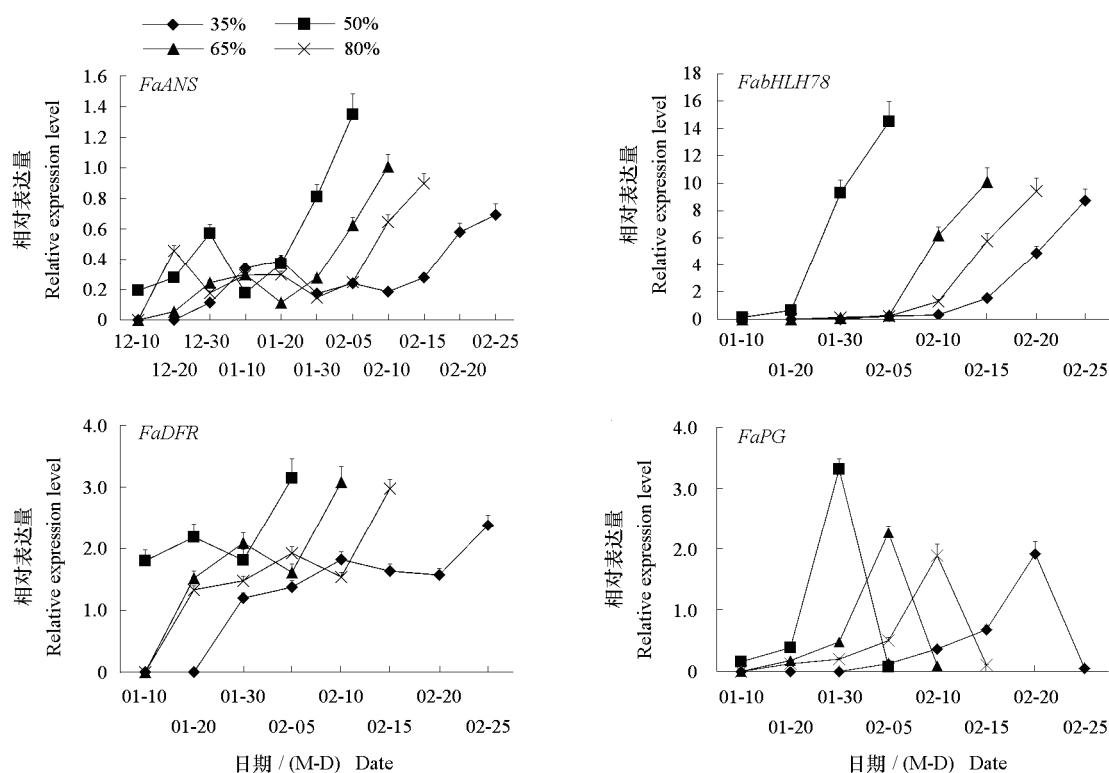 35% 50%
65% 80%
FaANS
1.6
1.4
1.2
1.0
0.8
0.6
0.4
0.2
0
相对表达量
Relative expression level
12-10 12-30 01-20 02-05 02-15 02-25
12-20 01-10 01-30 02-10 02-20
FabHLH78
18
16
14
12
10
8
6
4
2
0
相对表达量
Relative expression level
01-10 01-30 02-10 02-20
01-20 02-05 02-15 02-25
FaDFR
4.0
3.0
2.0
1.0
0
相对表达量
Relative expression level
01-10 01-30 02-10 02-20
01-20 02-05 02-15 02-25
日期 / (M-D) Date
FaPG
4.0
3.0
2.0
1.0
0
相对表达量
Relative expression level
01-10 01-30 02-10 02-20
01-20 02-05 02-15 02-25
日期 / (M-D) Date